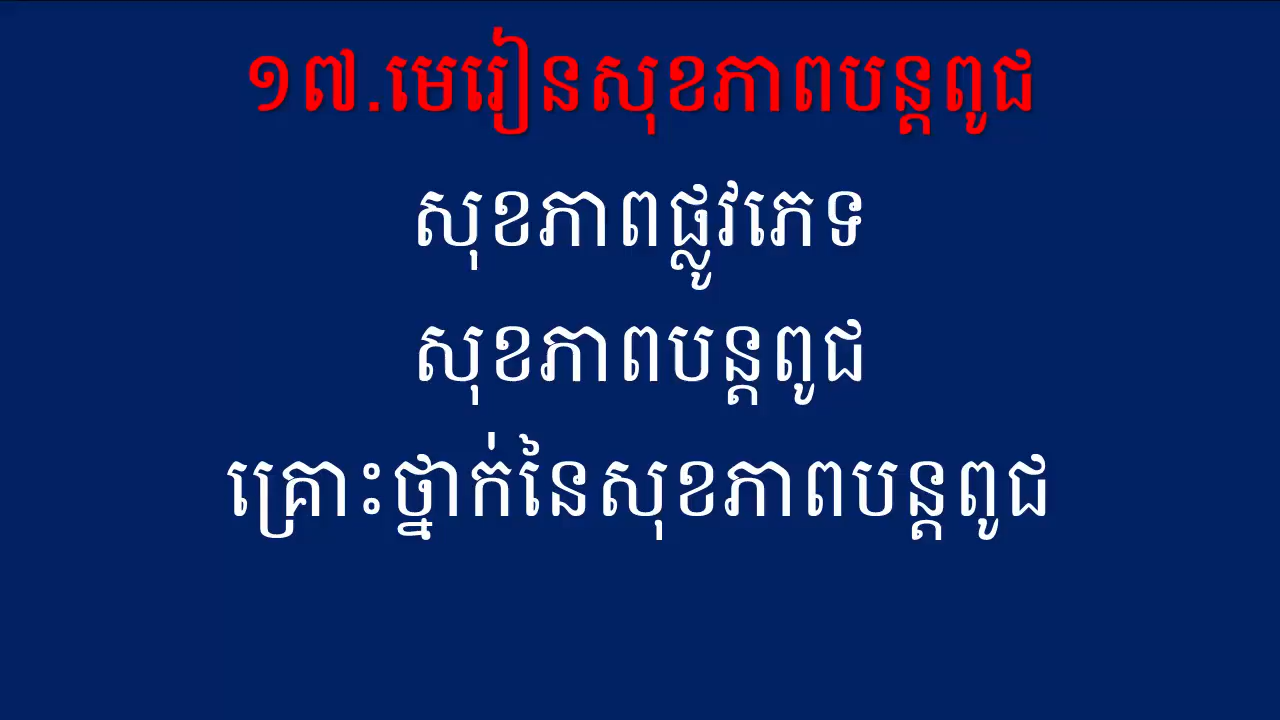 ១៧.មេរៀនសុខភាពបន្តពូជ
សុខភាពផ្លូវភេទ
សុខភាពបន្តពូជ
គ្រោះថ្នាក់នៃសុខភាពបន្តពូជ